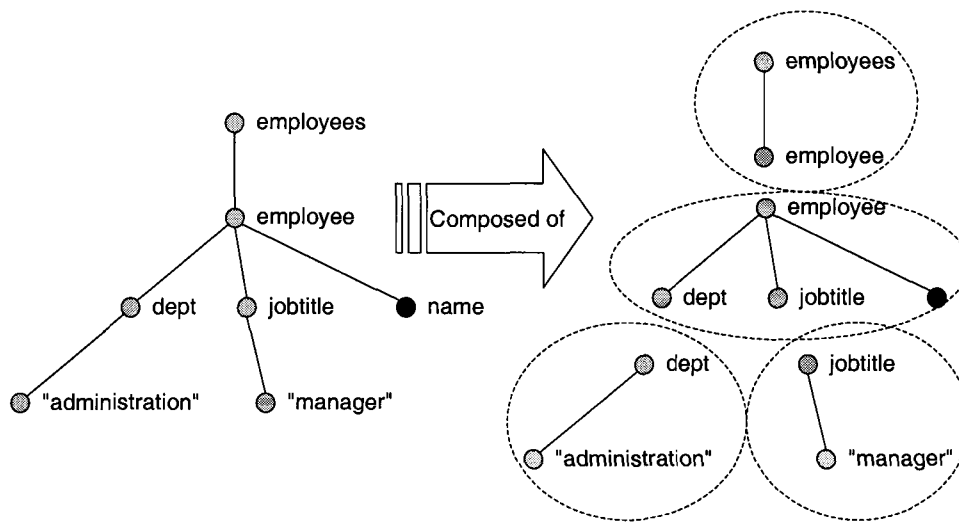 employees
employee
dept
jobtitle
name
"administration"
"manager"
Composed of
employees
employee
employee
dept
jobtitle
dept
jobtitle
"administration"
"manager"